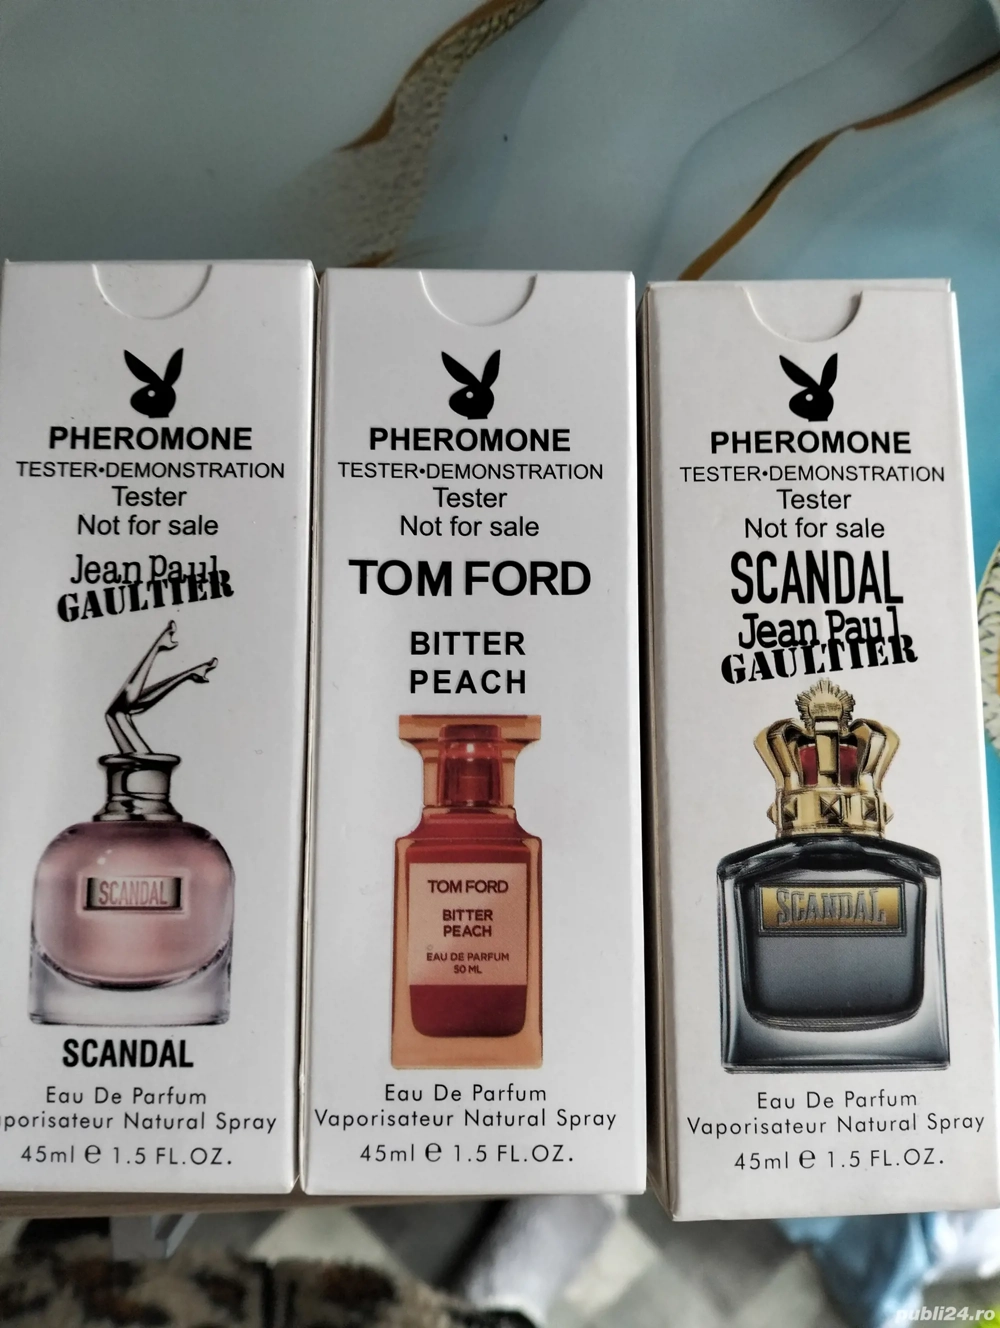 PHEROMONE
TESTER•DEMONSTRATION
Tester
Not for sale
Jean Paul
GAULTIER
SCANDAL
SCANDAL
Eau De Parfum
aporisateur Natural Spray
45ml e 1.5 FL.OZ.
PHEROMONE
TESTER•DEMONSTRATION
Tester
Not for sale
TOM FORD
BITTER
PEACH
TOM FORD
BITTER
PEACH
EAU DE PARFUM
50 ML
Eau De Parfum
Vaporisateur Natural Spray
45ml e 1.5 FL.OZ.
PHEROMONE
TESTER•DEMONSTRATION
Tester
Not for sale
SCANDAL
Jean Paul
GAULTIER
SCANDAL
Eau De Parfum
Vaporisateur Natural Spray
45ml e 1.5 FL.OZ.
publi24.ro